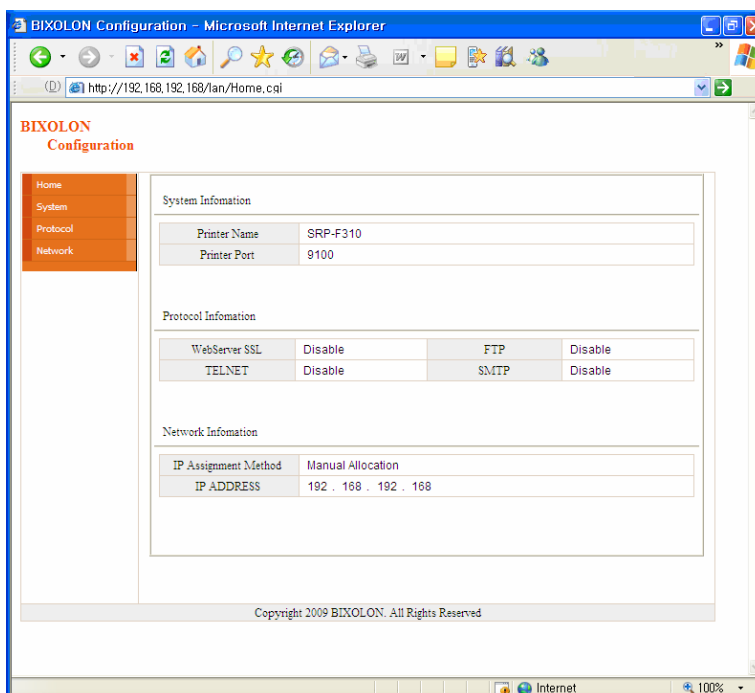 BIXOLON Configuration - Microsoft Internet Explorer
»
(D) http://192,168,192,168/lan/Home,cgi
BIXOLON
Configuration
Home
System
Protocol
Network
System Infomation
Printer Name SRP-F310
Printer Port 9100
Protocol Infomation
WebServer SSL Disable FTP Disable
TELNET Disable SMTP Disable
Network Infomation
IP Assignment Method Manual Allocation
IP ADDRESS 192 . 168 . 192 . 168
Copyright 2009 BIXOLON. All Rights Reserved
Internet 100%